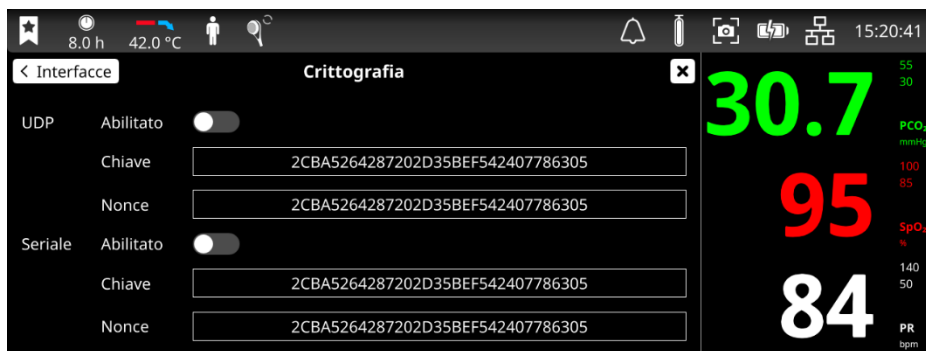 8.0 h
42.0 °C
15:20:41
< Interfacce
Crittografia
UDP Abilitato
Chiave 2CBA5264287202D35BEF542407786305
Nonce 2CBA5264287202D35BEF542407786305
Seriale Abilitato
Chiave 2CBA5264287202D35BEF542407786305
Nonce 2CBA5264287202D35BEF542407786305
30.7
55
30
PCO₂
mmHg
95
100
85
SpO₂
%
84
140
50
PR
bpm